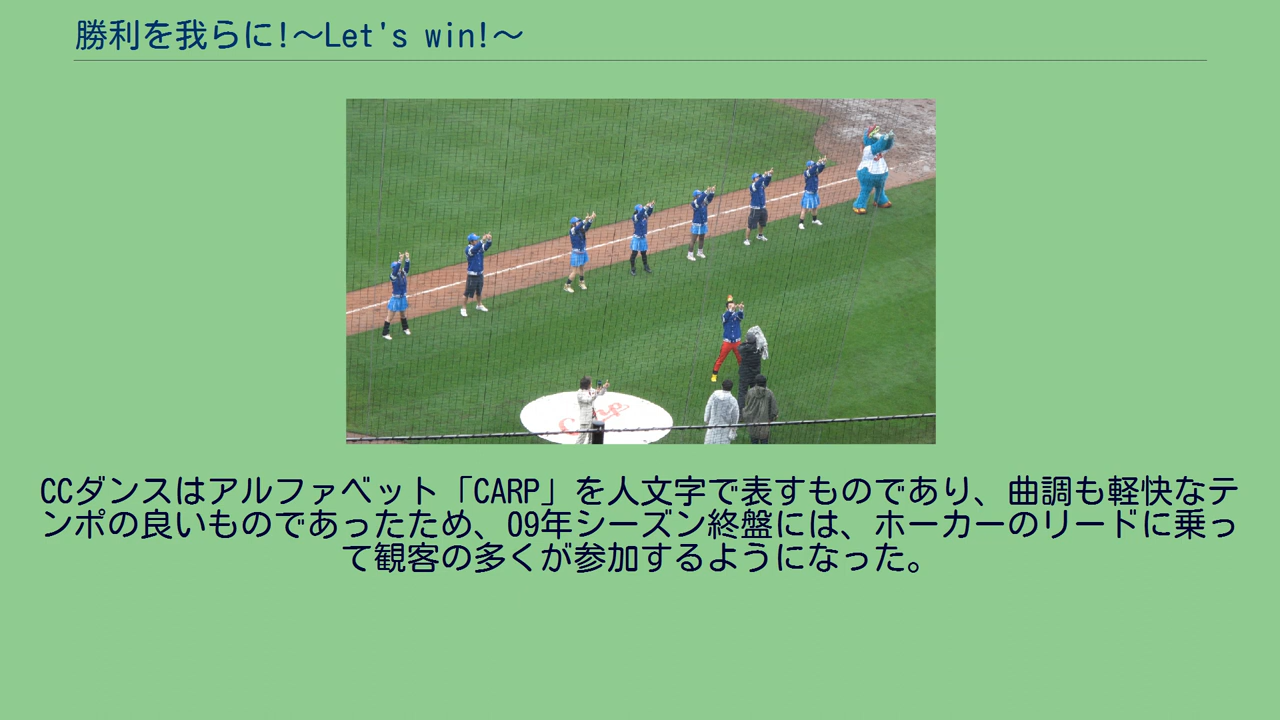 勝利を我らに!～Let's win!～
Carp
CCダンスはアルファベット「CARP」を人文字で表すものであり、曲調も軽快なテ
ンポの良いものであったため、09年シーズン終盤には、ホーカーのリードに乗っ
て観客の多くが参加するようになった。